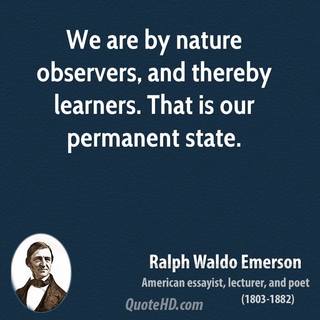 We are by nature
observers, and thereby
learners. That is our
permanent state.
Ralph Waldo Emerson
American essayist, lecturer, and poet
(1803-1882)
QuoteHD.com